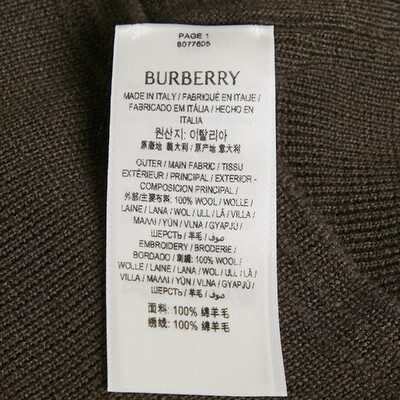 PAGE 1
8077605
BURBERRY
MADE IN ITALY / FABRIQUÉ EN ITALIE /
FABRICADO EM ITÁLIA / HECHO EN
ITALIA
원산지: 이탈리아
原產地 義大利 / 原产地 意大利
OUTER / MAIN FABRIC / TISSU
EXTÉRIEUR / PRINCIPAL / EXTERIOR -
COMPOSICIÓN PRINCIPAL /
外部/主要布料: 100% WOOL / WOLLE /
LAINE / LANA / WOL / ULL / LÃ / VILLA /
ΜΑΛΛΙ / YÜN / VLNA / GYAPJÚ /
ШЕРСТЬ / 羊毛 / صوف
EMBROIDERY / BRODERIE /
BORDADO / 刺繡: 100% WOOL /
WOLLE / LAINE / LANA / WOL / ULL / LÃ /
VILLA / ΜΑΛΛΙ / YÜN / VLNA / GYAPJÚ /
ШЕРСТЬ / 羊毛 / صوف
面料: 100% 绵羊毛
绣线: 100% 绵羊毛